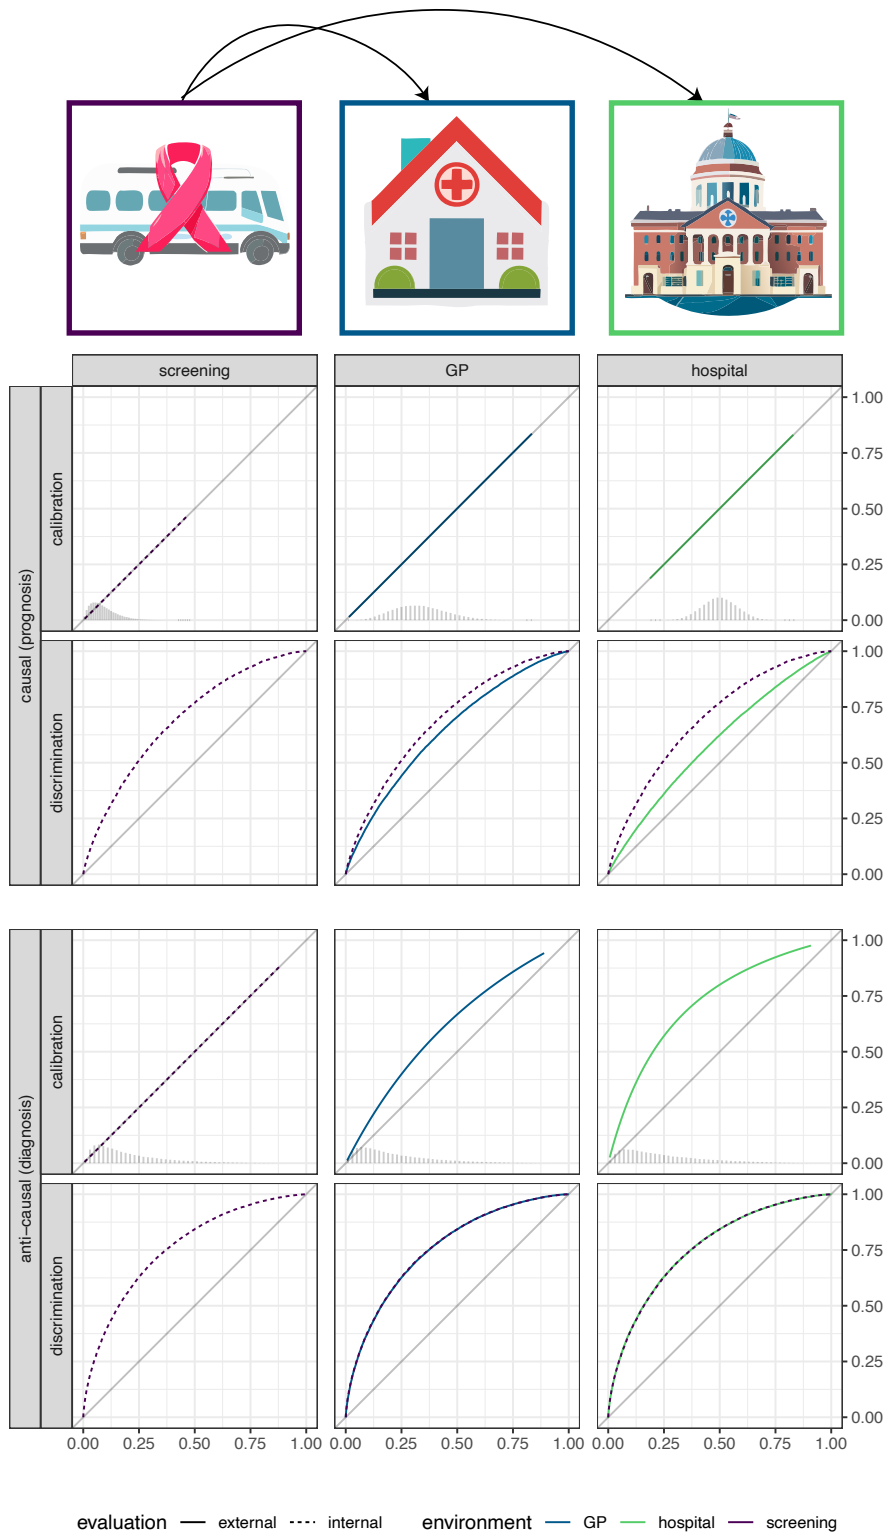 screening GP hospital
causal (prognosis)
calibration
1.00
0.75
0.50
0.25
0.00
discrimination
1.00
0.75
0.50
0.25
0.00
anti−causal (diagnosis)
calibration
1.00
0.75
0.50
0.25
0.00
discrimination
1.00
0.75
0.50
0.25
0.00
0.00 0.25 0.50 0.75 1.00 0.00 0.25 0.50 0.75 1.00 0.00 0.25 0.50 0.75 1.00
evaluation external internal environment GP hospital screening